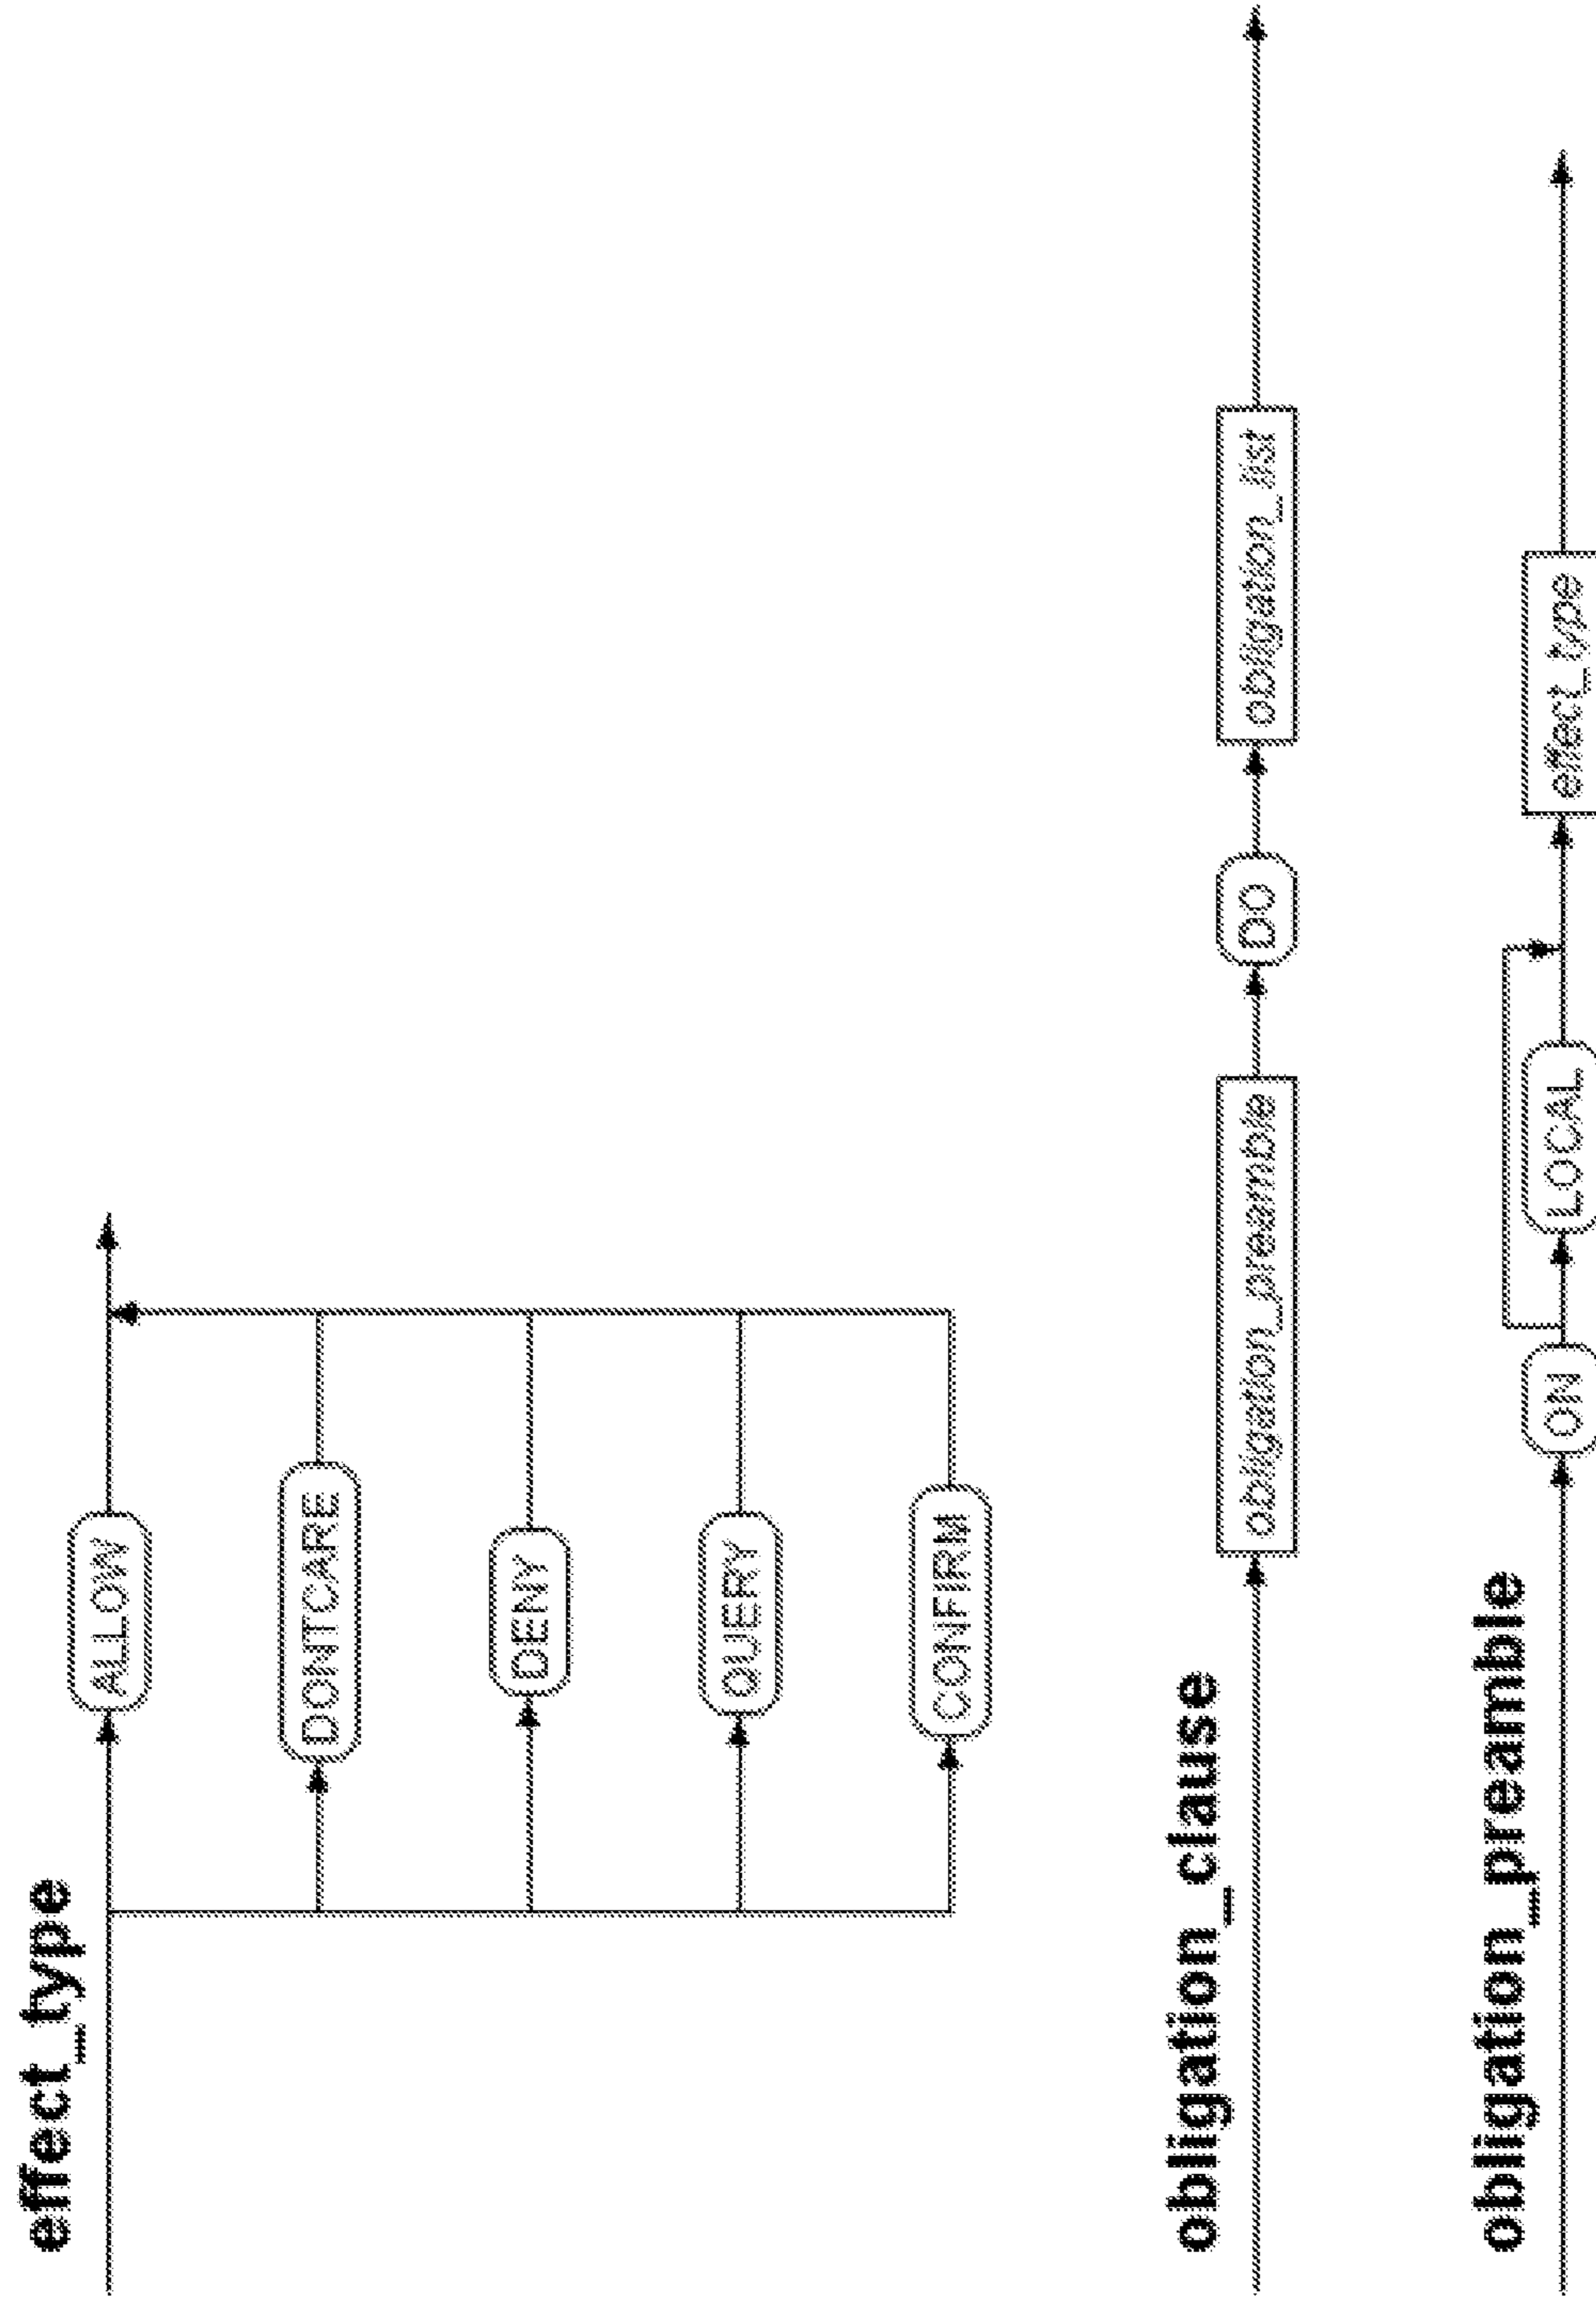 effect_type
ALLOW
DONTCARE
DENY
QUERY
CONFIRM
obligation_clause
obligation_preamble DO obligation_list
obligation_preamble
ON LOCAL effect_type